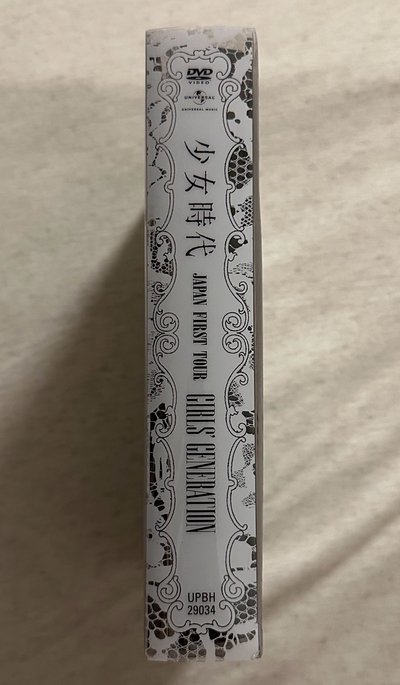 DVD
VIDEO
UNIVERSAL
UNIVERSAL MUSIC
少女時代
JAPAN FIRST TOUR
GIRLS' GENERATION
UPBH
29034